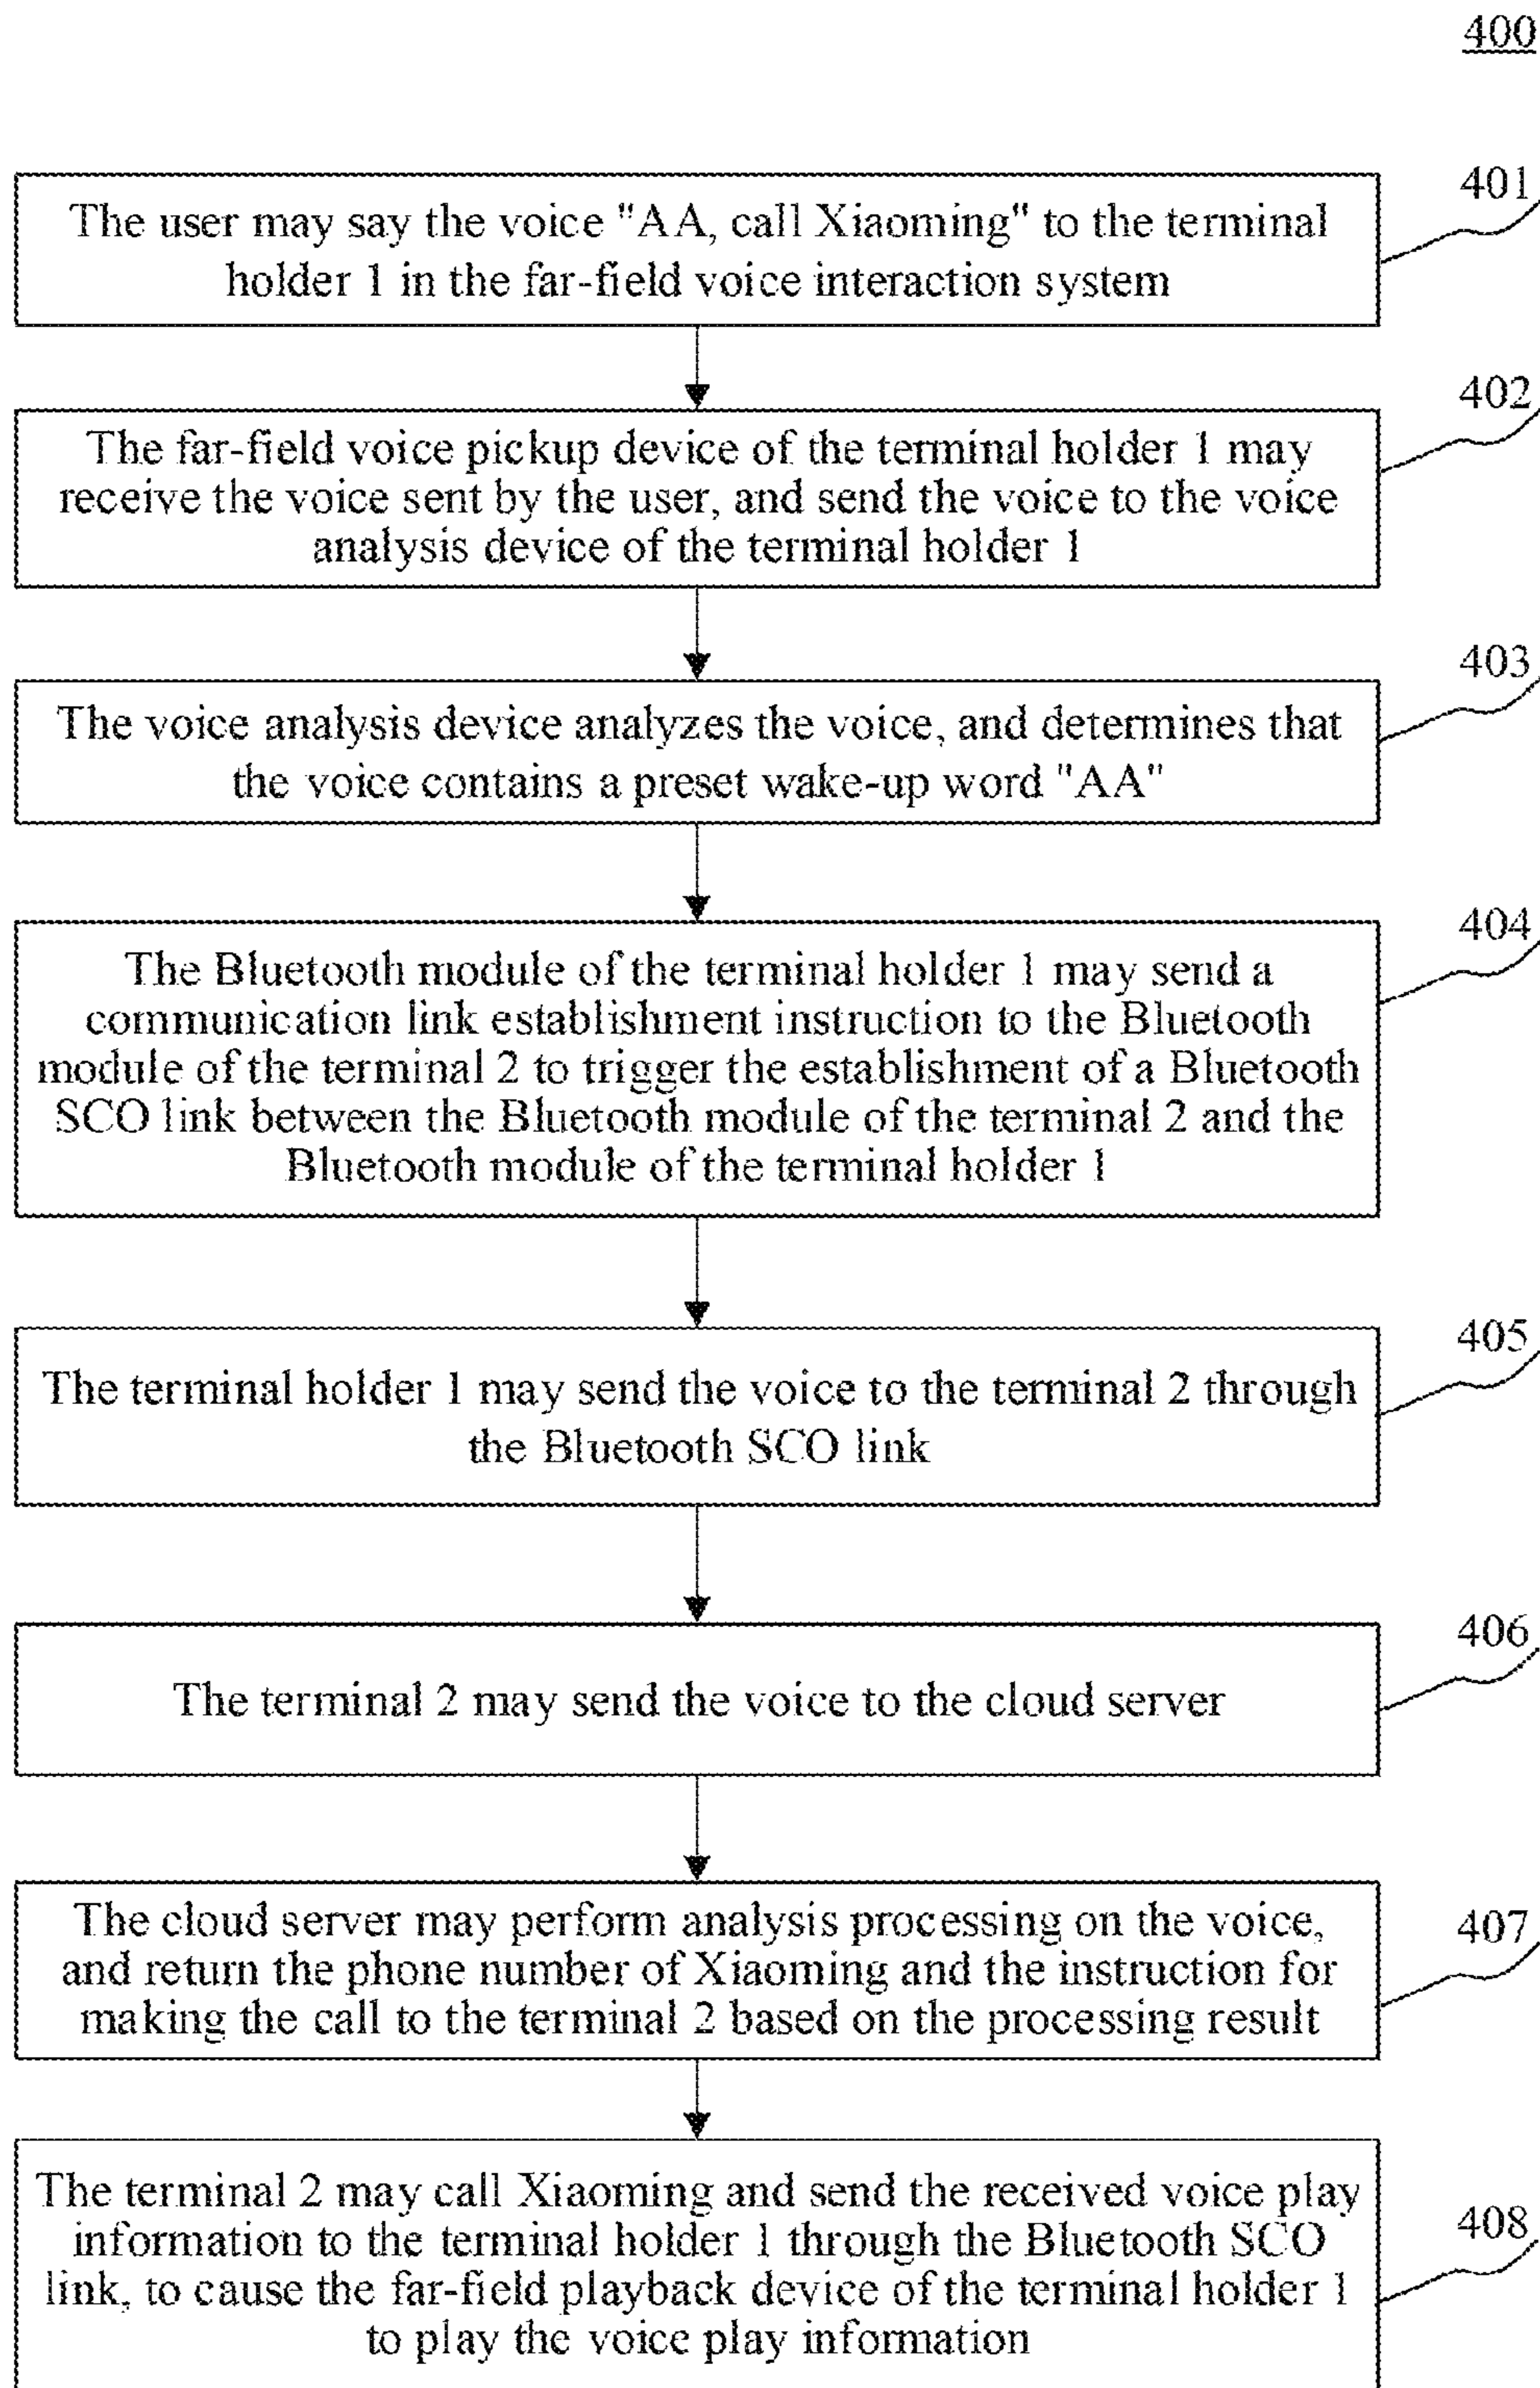 400
401
The user may say the voice "AA, call Xiaoming" to the terminal
holder 1 in the far-field voice interaction system
402
The far-field voice pickup device of the terminal holder 1 may
receive the voice sent by the user, and send the voice to the voice
analysis device of the terminal holder 1
403
The voice analysis device analyzes the voice, and determines that
the voice contains a preset wake-up word "AA"
404
The Bluetooth module of the terminal holder 1 may send a
communication link establishment instruction to the Bluetooth
module of the terminal 2 to trigger the establishment of a Bluetooth
SCO link between the Bluetooth module of the terminal 2 and the
Bluetooth module of the terminal holder 1
405
The terminal holder 1 may send the voice to the terminal 2 through
the Bluetooth SCO link
406
The terminal 2 may send the voice to the cloud server
407
The cloud server may perform analysis processing on the voice,
and return the phone number of Xiaoming and the instruction for
making the call to the terminal 2 based on the processing result
408
The terminal 2 may call Xiaoming and send the received voice play
information to the terminal holder 1 through the Bluetooth SCO
link, to cause the far-field playback device of the terminal holder 1
to play the voice play information